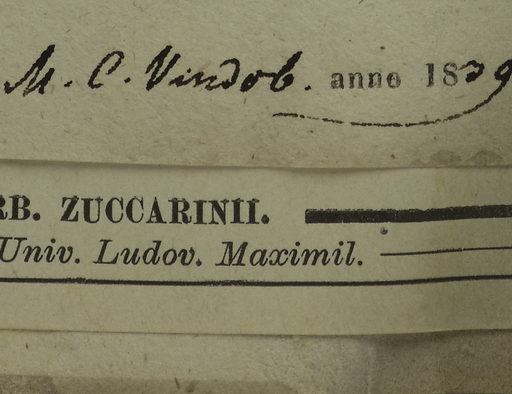 M. C. Vindob. anno 1839
RB. ZUCCARINII.
Univ. Ludov. Maximil.